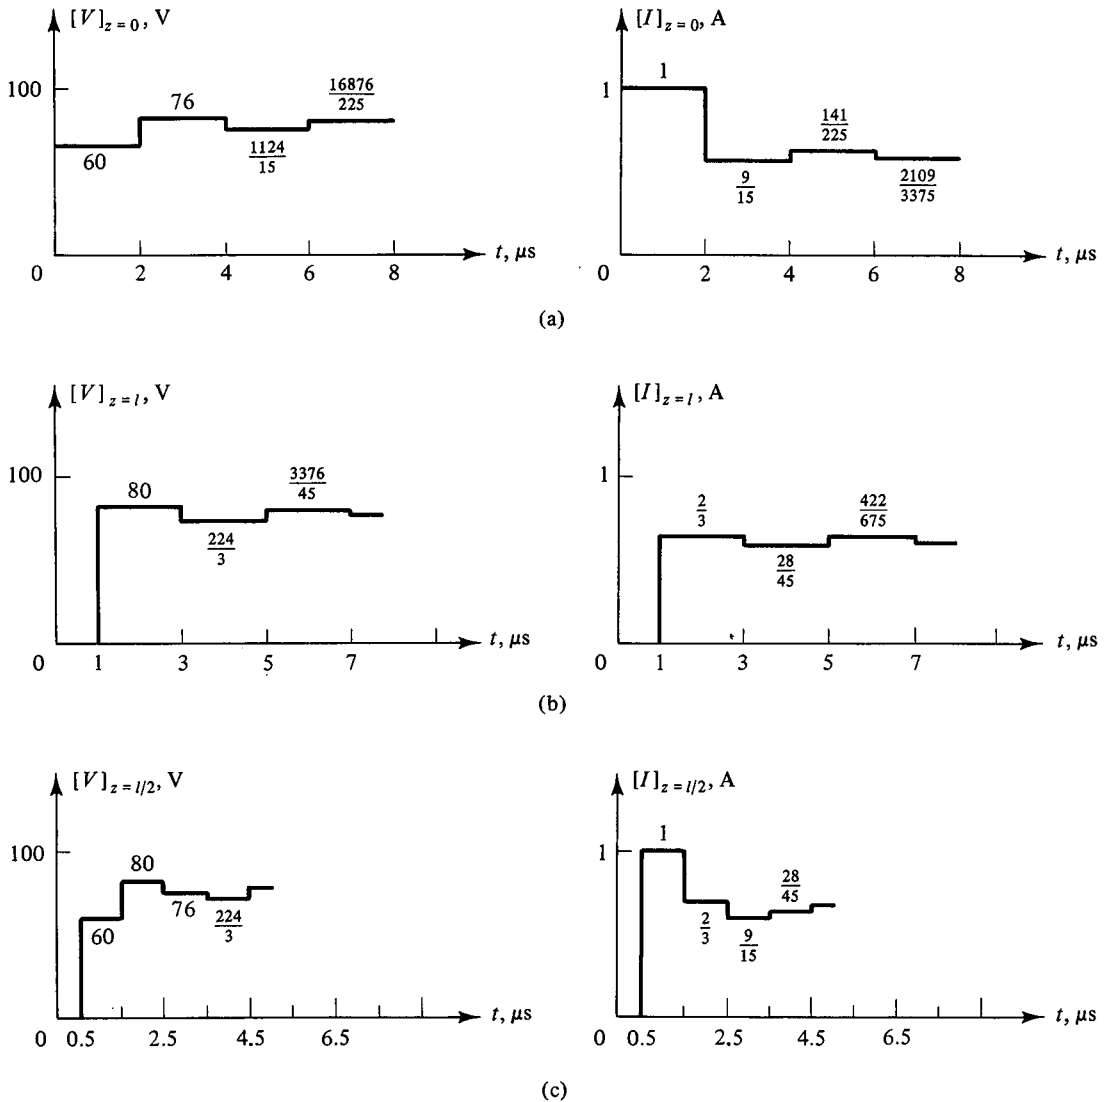 [V]z = 0, V
100
60
76
1124/15
16876/225
0 2 4 6 8 t, μs
[I]z = 0, A
1
1
9/15
141/225
2109/3375
0 2 4 6 8 t, μs
(a)
[V]z = l, V
100
80
224/3
3376/45
0 1 3 5 7 t, μs
[I]z = l, A
1
2/3
28/45
422/675
0 1 3 5 7 t, μs
(b)
[V]z = l/2, V
100
60
80
76
224/3
0 0.5 2.5 4.5 6.5 t, μs
[I]z = l/2, A
1
1
2/3
9/15
28/45
0 0.5 2.5 4.5 6.5 t, μs
(c)